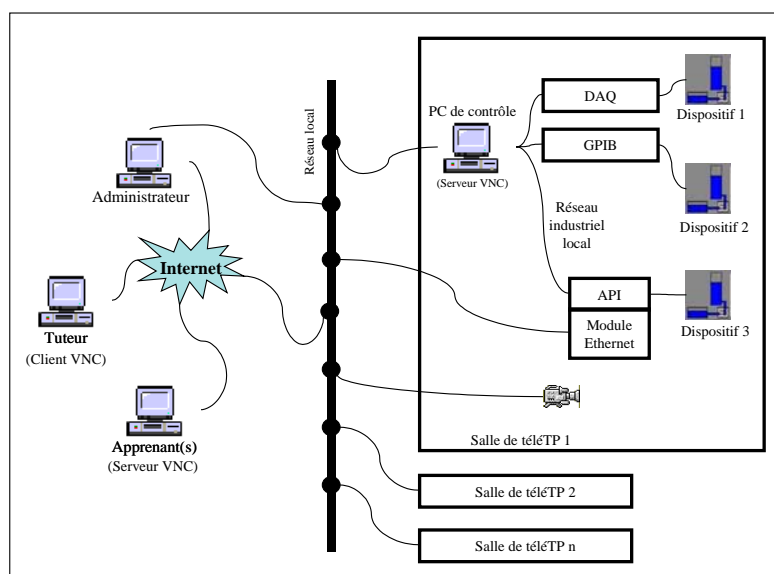 Réseau local
Administrateur
Internet
Tuteur
(Client VNC)
Apprenant(s)
(Serveur VNC)
PC de contrôle
(Serveur VNC)
DAQ
Dispositif 1
GPIB
Dispositif 2
Réseau
industriel
local
API
Module
Ethernet
Dispositif 3
Salle de téléTP 1
Salle de téléTP 2
Salle de téléTP n